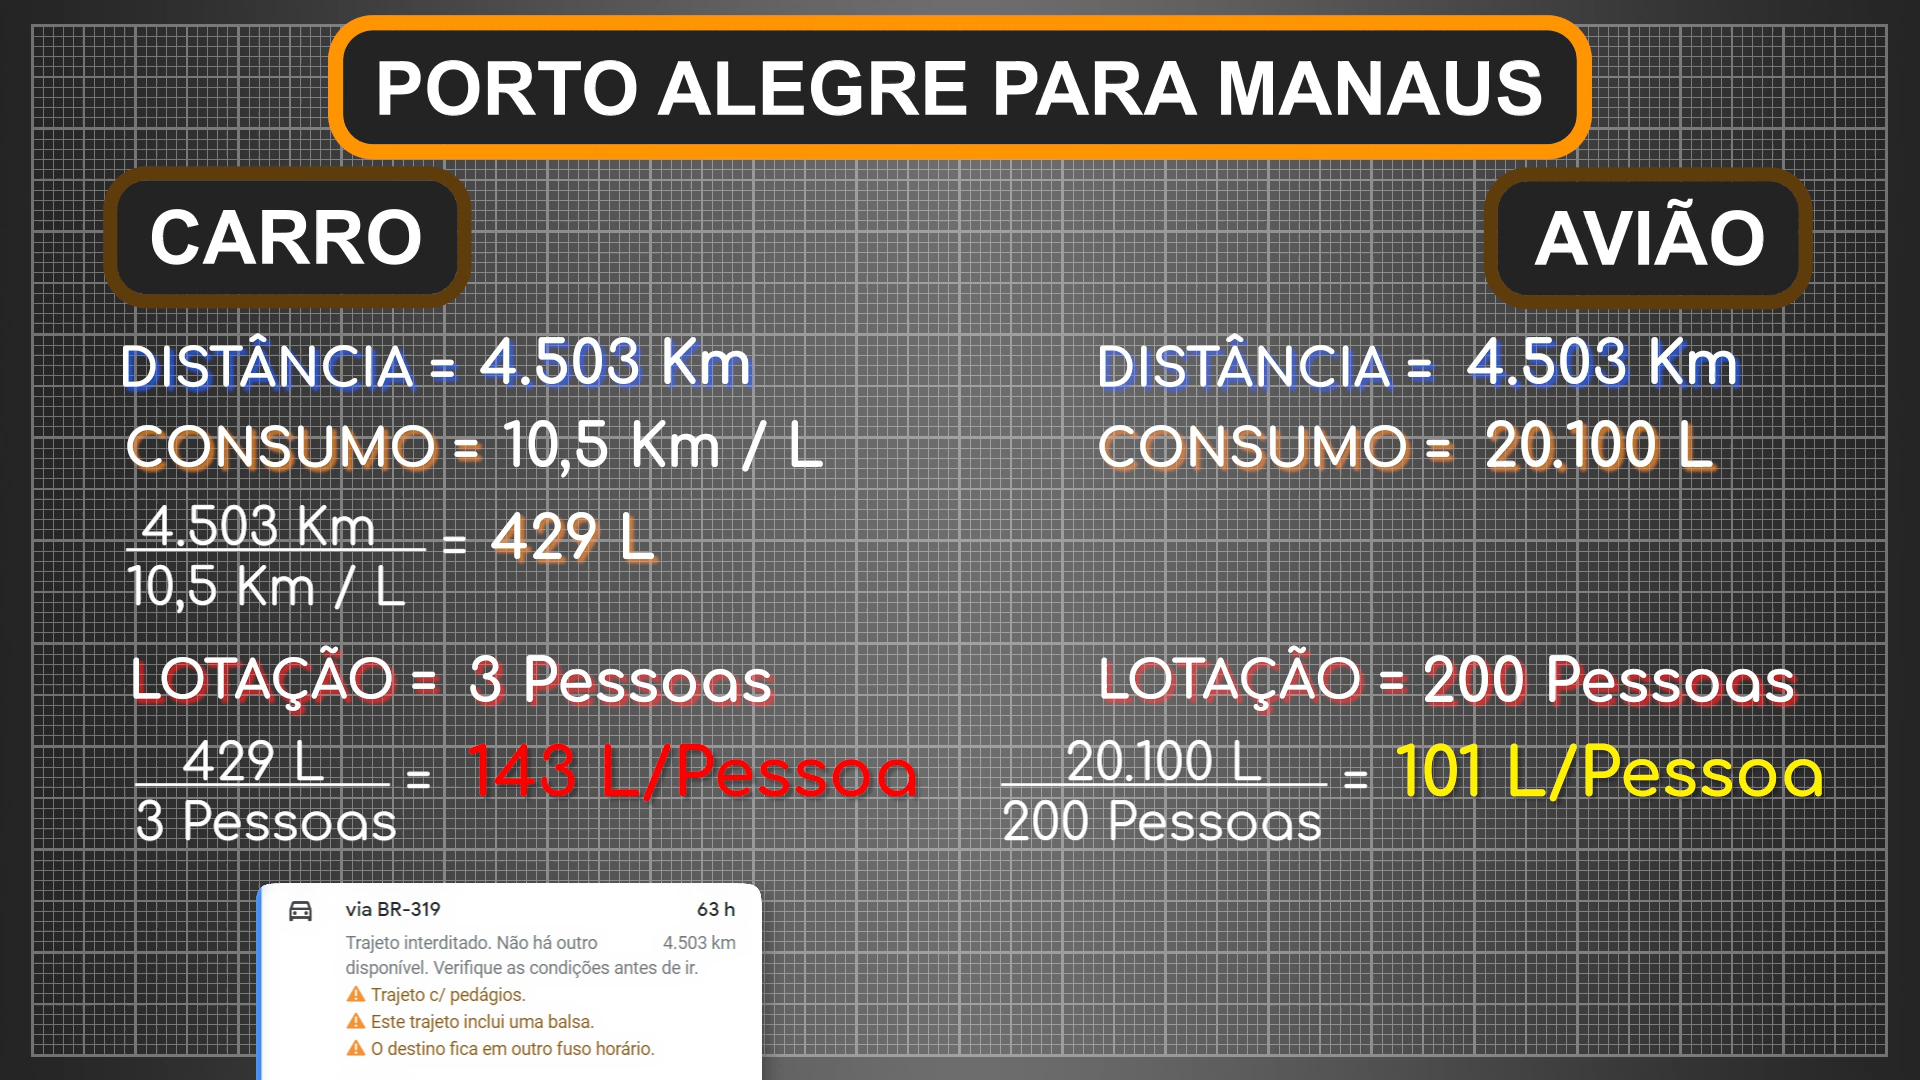 PORTO ALEGRE PARA MANAUS
CARRO
DISTÂNCIA = 4.503 Km
CONSUMO = 10,5 Km / L
4.503 Km
10,5 Km / L
= 429 L
LOTAÇÃO = 3 Pessoas
429 L
3 Pessoas
= 143 L/Pessoa
via BR-319 63 h
Trajeto interditado. Não há outro 4.503 km
disponível. Verifique as condições antes de ir.
Trajeto c/ pedágios.
Este trajeto inclui uma balsa.
O destino fica em outro fuso horário.
AVIÃO
DISTÂNCIA = 4.503 Km
CONSUMO = 20.100 L
LOTAÇÃO = 200 Pessoas
20.100 L
200 Pessoas
= 101 L/Pessoa